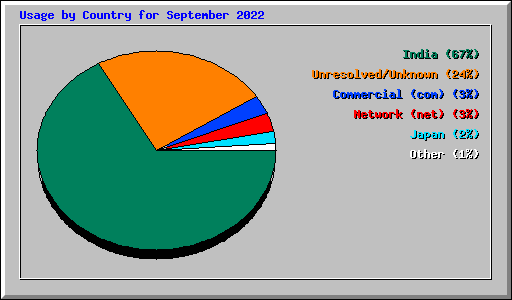 Usage by Country for September 2022
India (67%)
Unresolved/Unknown (24%)
Commercial (com) (3%)
Network (net) (3%)
Japan (2%)
Other (1%)